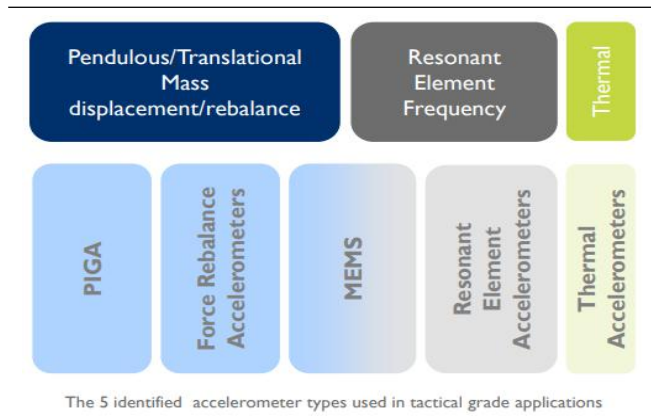 Pendulous/Translational
Mass
displacement/rebalance
Resonant
Element
Frequency
Thermal
PIGA
Force Rebalance
Accelerometers
MEMS
Resonant
Element
Accelerometers
Thermal
Accelerometers
The 5 identified accelerometer types used in tactical grade applications